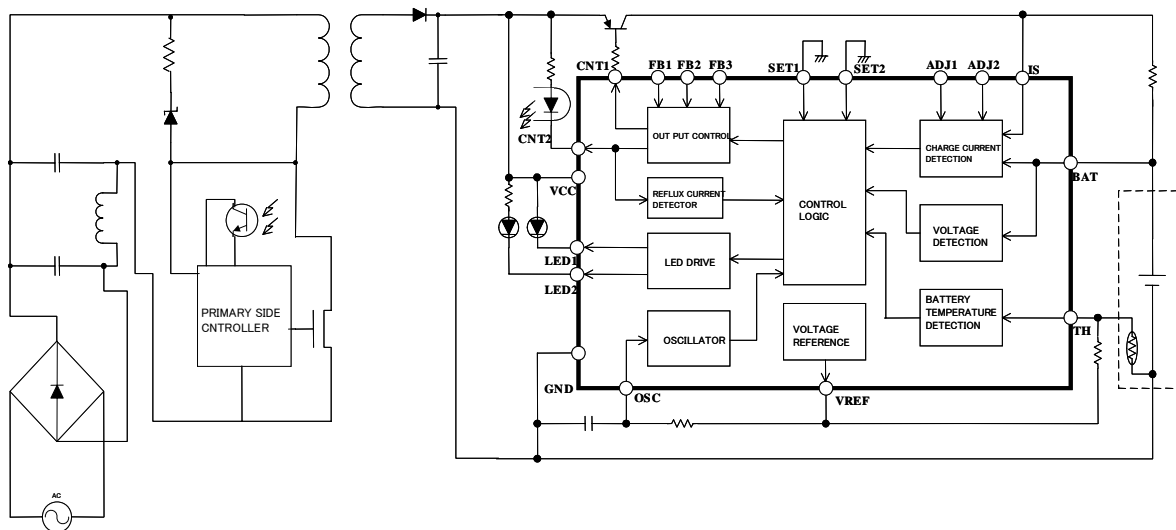 CNT1
FB1
FB2
FB3
SET1
SET2
ADJ1
ADJ2
IS
CNT2
OUT PUT CONTROL
CHARGE CURRENT
DETECTION
BAT
VCC
REFLUX CURRENT
DETECTOR
CONTROL
LOGIC
VOLTAGE
DETECTION
LED1
LED DRIVE
LED2
PRIMARY SIDE
CNTROLLER
OSCILLATOR
VOLTAGE
REFERENCE
BATTERY
TEMPERATURE
DETECTION
TH
GND
OSC
VREF
AC